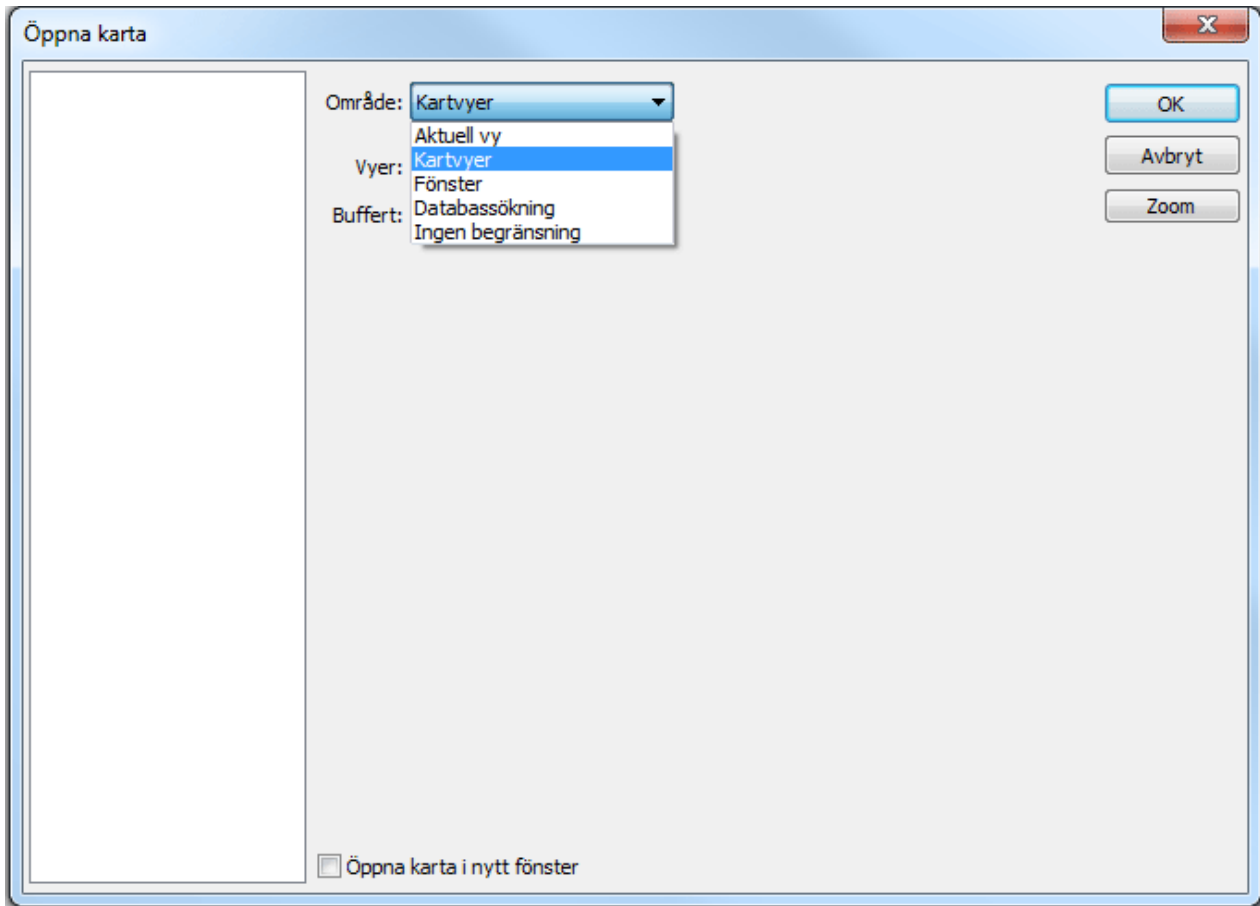 Öppna karta
Område: Kartvyer
Aktuell vy
Vyer: Kartvyer
Fönster
Buffert: Databassökning
Ingen begränsning
OK
Avbryt
Zoom
Öppna karta i nytt fönster